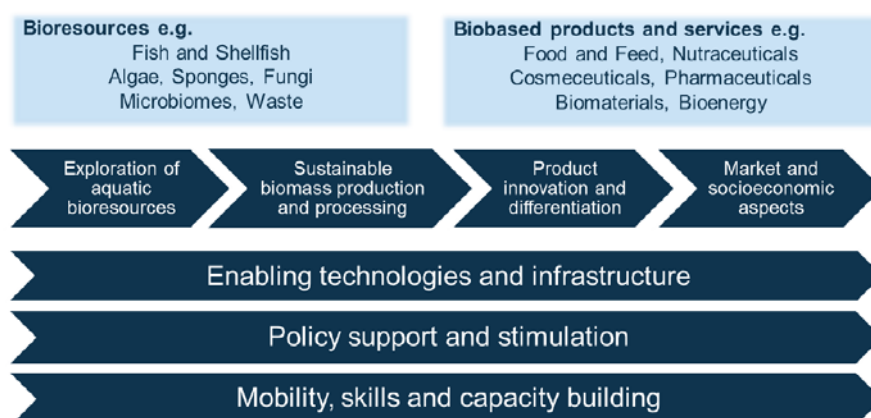 Bioresources e.g.
Fish and Shellfish
Algae, Sponges, Fungi
Microbiomes, Waste
Biobased products and services e.g.
Food and Feed, Nutraceuticals
Cosmeceuticals, Pharmaceuticals
Biomaterials, Bioenergy
Exploration of
aquatic
bioresources
Sustainable
biomass production
and processing
Product
innovation and
differentiation
Market and
socioeconomic
aspects
Enabling technologies and infrastructure
Policy support and stimulation
Mobility, skills and capacity building